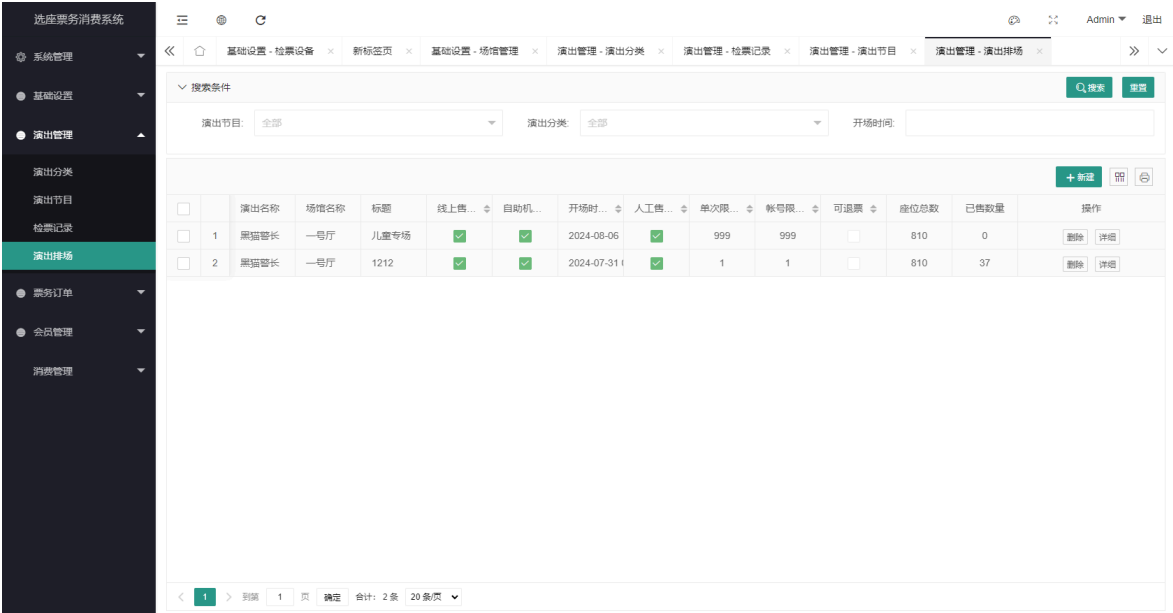 选座票务消费系统
Admin 退出
系统管理
基础设置
演出管理
演出分类
演出节目
检票记录
演出排场
票务订单
会员管理
消费管理
基础设置 - 检票设备 × 新标签页 × 基础设置 - 场馆管理 × 演出管理 - 演出分类 × 演出管理 - 检票记录 × 演出管理 - 演出节目 × 演出管理 - 演出排场 ×
搜索条件 搜索 重置
演出节目: 全部 演出分类: 全部 开场时间:
+ 新建
演出名称 场馆名称 标题 线上售... 自助机... 开场时... 人工售... 单次限... 帐号限... 可退票 座位总数 已售数量 操作
1 黑猫警长 一号厅 儿童专场 2024-08-06 999 999 810 0 删除 详细
2 黑猫警长 一号厅 1212 2024-07-31 1 1 810 37 删除 详细
1 到第 1 页 确定 合计: 2 条 20 条/页